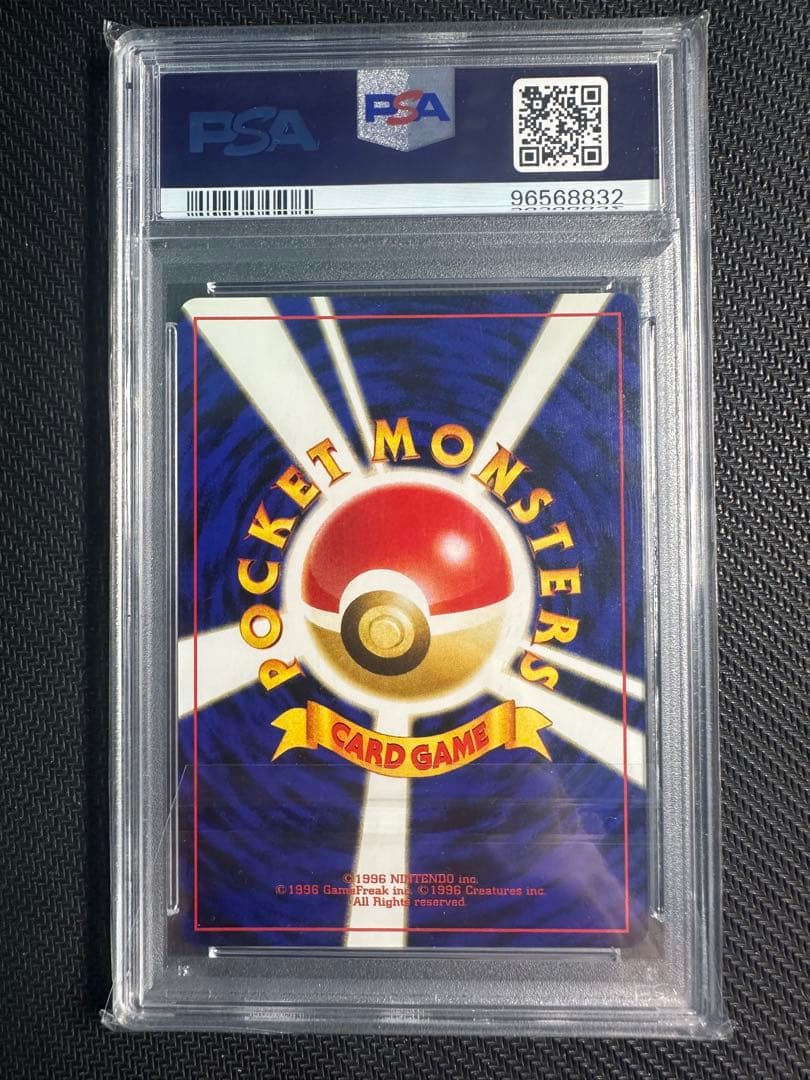 PSA
PSA
96568832
POCKET MONSTERS
CARD GAME
©1996 NINTENDO inc.
©1996 GameFreak inc. ©1996 Creatures inc.
All Rights reserved.